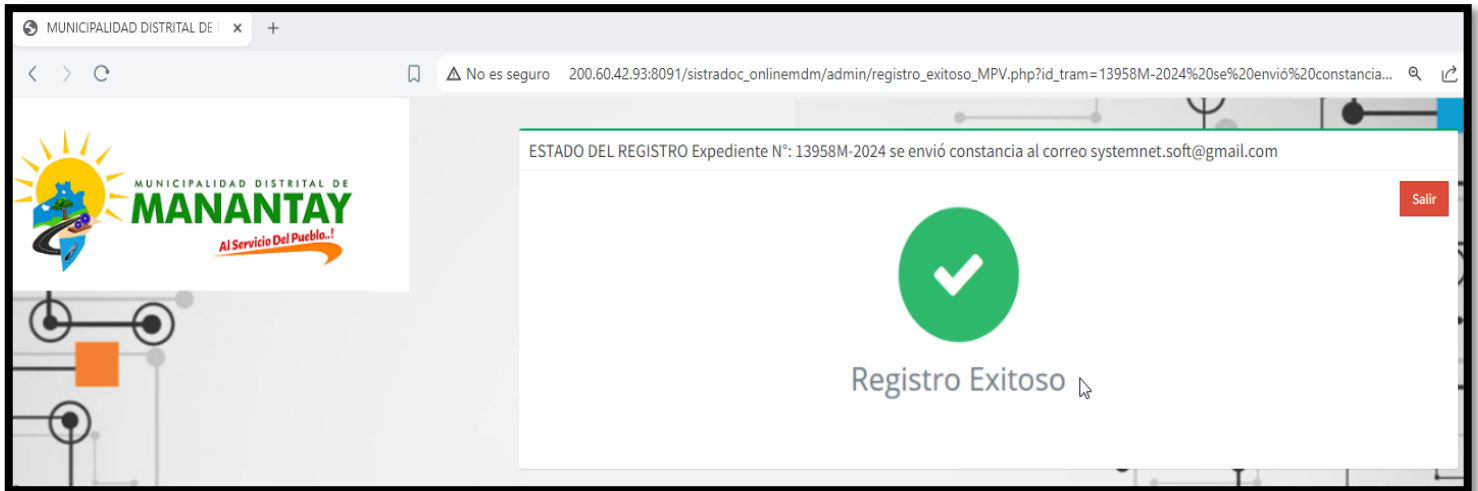 MUNICIPALIDAD DISTRITAL DE
No es seguro 200.60.42.93:8091/sistradoc_onlinemdm/admin/registro_exitoso_MPV.php?id_tram=13958M-2024%20se%20envió%20constancia...
MUNICIPALIDAD DISTRITAL DE
MANANTAY
Al Servicio Del Pueblo..!
ESTADO DEL REGISTRO Expediente N°: 13958M-2024 se envió constancia al correo systemnet.soft@gmail.com
Salir
Registro Exitoso